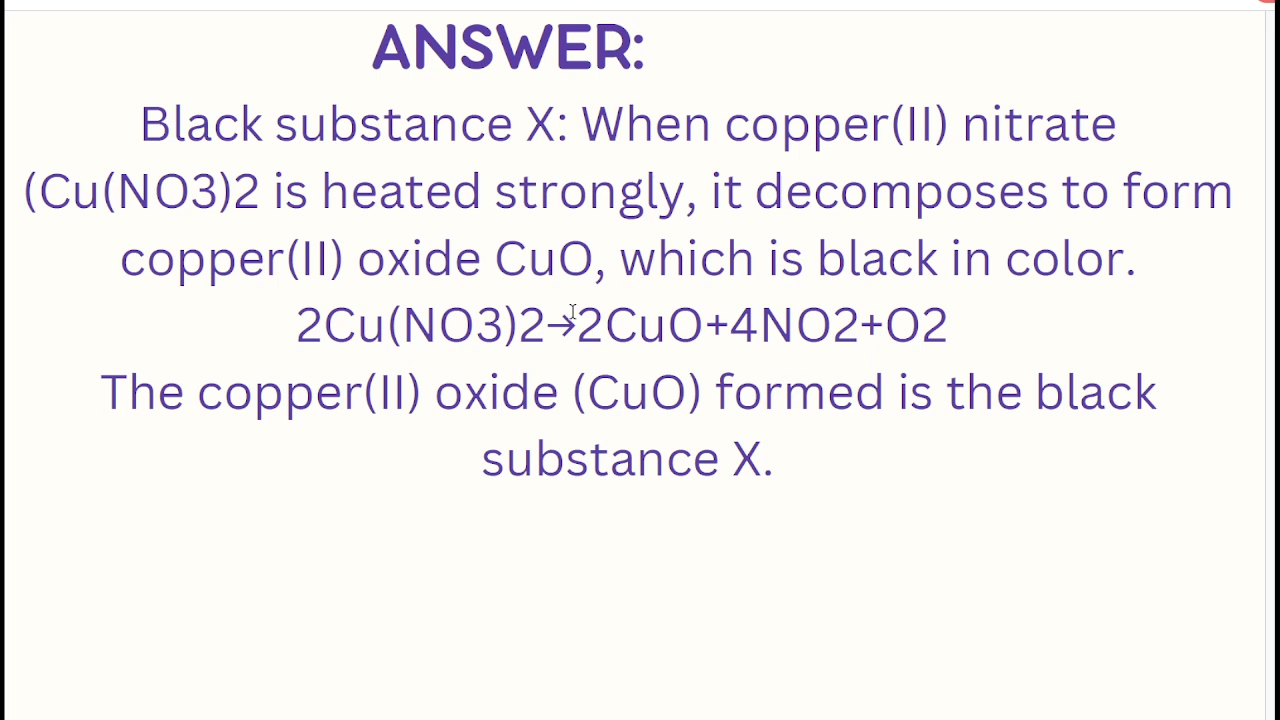 ANSWER:
Black substance X: When copper(II) nitrate
(Cu(NO3)2 is heated strongly, it decomposes to form
copper(II) oxide CuO, which is black in color.
2Cu(NO3)2→2CuO+4NO2+O2
The copper(II) oxide (CuO) formed is the black
substance X.